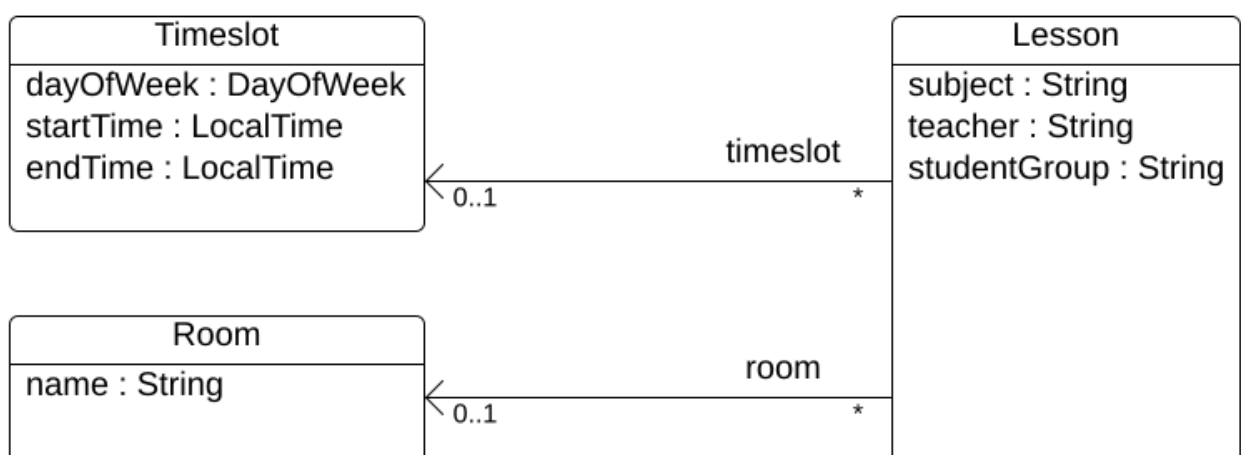 Timeslot
dayOfWeek : DayOfWeek
startTime : LocalTime
endTime : LocalTime
Lesson
subject : String
teacher : String
studentGroup : String
timeslot
0..1
*
Room
name : String
room
0..1
*